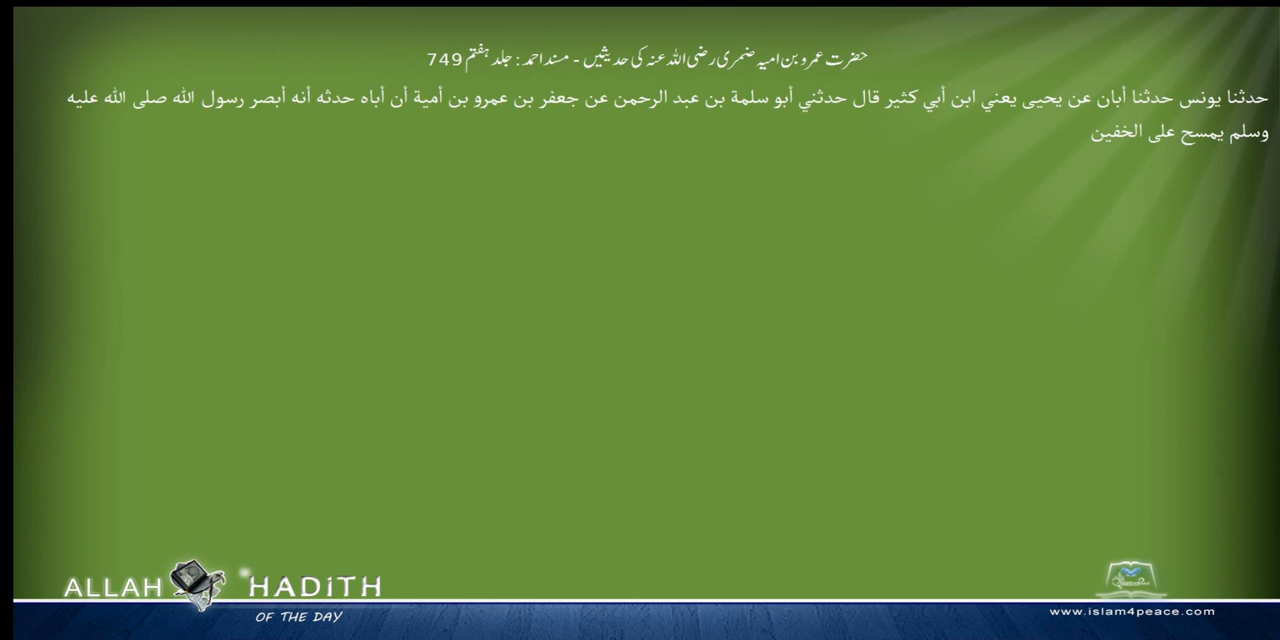 حضرت عمرو بن امیہ ضمری رضی اللہ عنہ کی حدیثیں - مسند احمد : جلد ہفتم 749
حدثنا يونس حدثنا أبان عن يحيى يعني ابن أبي كثير قال حدثني أبو سلمة بن عبد الرحمن عن جعفر بن عمرو بن أمية أن أباه حدثه أنه أبصر رسول الله صلى الله عليه
وسلم يمسح على الخفين
ALLAH HADITH
OF THE DAY
www.islam4peace.com